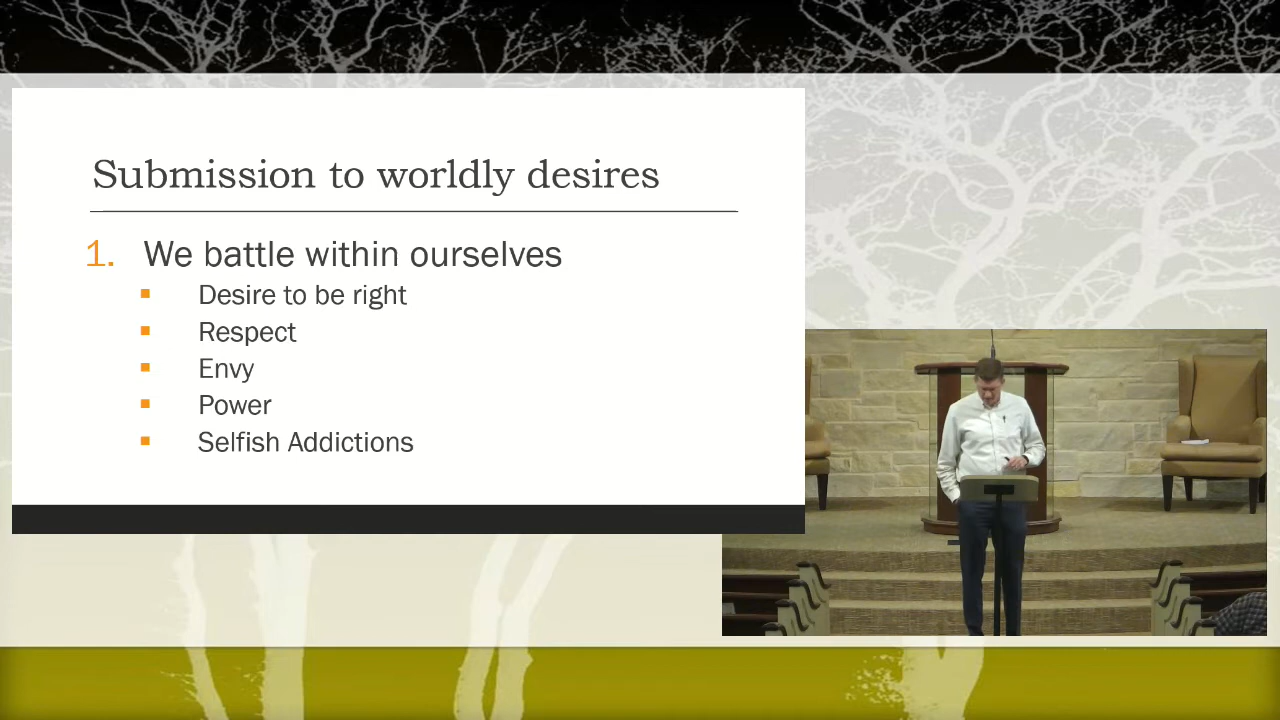 Submission to worldly desires
1. We battle within ourselves
▪ Desire to be right
▪ Respect
▪ Envy
▪ Power
▪ Selfish Addictions